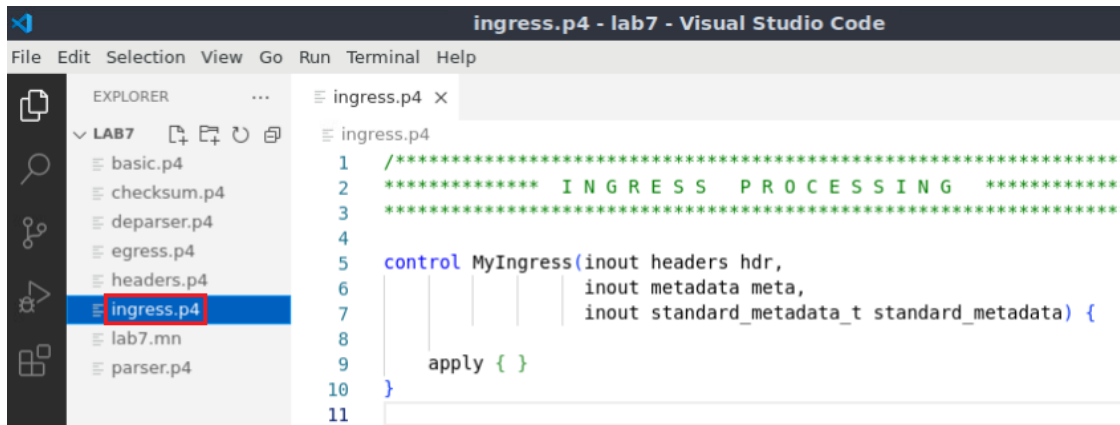 ingress.p4 - lab7 - Visual Studio Code
File Edit Selection View Go Run Terminal Help
EXPLORER ...
ingress.p4 ×
LAB7
ingress.p4
basic.p4
checksum.p4
deparser.p4
egress.p4
headers.p4
ingress.p4
lab7.mn
parser.p4
1 /******************************************************************
2 ************** I N G R E S S   P R O C E S S I N G   ************
3 *******************************************************************
4
5 control MyIngress(inout headers hdr,
6                   inout metadata meta,
7                   inout standard_metadata_t standard_metadata) {
8
9     apply { }
10 }
11